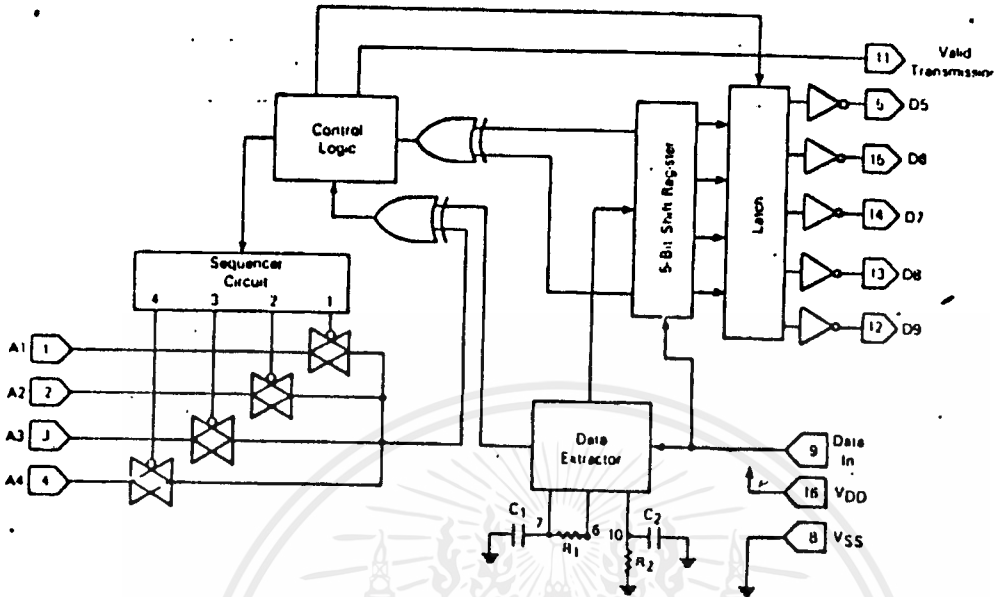 11
Valid
Transmission
Control
Logic
5-Bit Shift Register
Latch
5 D5
15 D6
14 D7
13 D8
12 D9
Sequencer
Circuit
4 3 2 1
A1 1
A2 2
A3 3
A4 4
Data
Extractor
9 Data
In
16 VDD
8 VSS
C1 7 R1 6 10 C2
R2